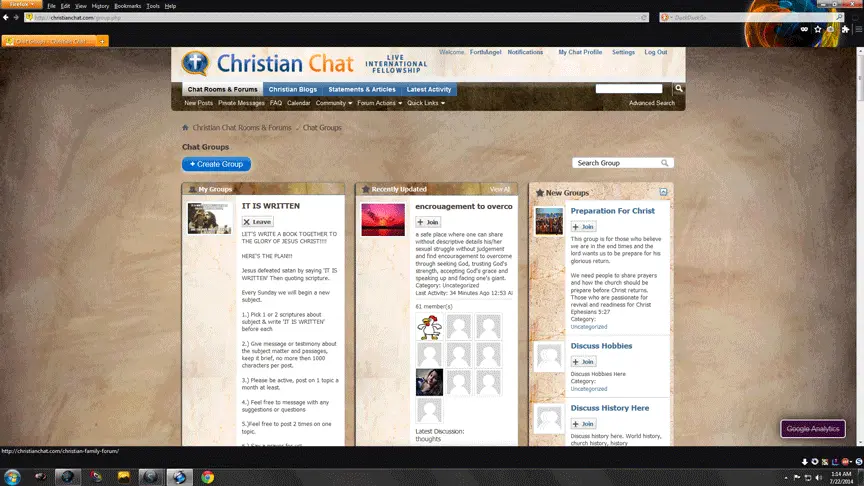 Firefox
File Edit View History Bookmarks Tools Help
http://christianchat.com/group.php
DuckDuckGo
Christian Chat
LIVE
INTERNATIONAL
FELLOWSHIP
Welcome, ForthAngel Notifications My Chat Profile Settings Log Out
Chat Rooms & Forums Christian Blogs Statements & Articles Latest Activity
New Posts Private Messages FAQ Calendar Community Forum Actions Quick Links Advanced Search
Christian Chat Rooms & Forums Chat Groups
Chat Groups
+ Create Group
Search Group
My Groups
IT IS WRITTEN
Leave
LET'S WRITE A BOOK TOGETHER TO
THE GLORY OF JESUS CHRIST!!!!
HERE'S THE PLAN!!!
Jesus defeated satan by saying 'IT IS
WRITTEN' Then quoting scripture.
Every Sunday we will begin a new
subject.
1.) Pick 1 or 2 scriptures about
subject & write 'IT IS WRITTEN'
before each
2.) Give message or testimony about
the subject matter and passages,
keep it brief, no more then 1000
characters per post.
3.) Please be active, post on 1 topic a
month at least.
4.) Feel free to message with any
suggestions or questions
5.)Feel free to post 2 times on one
topic.
Recently Updated View All
encrouagement to overco
+ Join
a safe place where one can share
without descriptive details his/her
sexual struggle without judgement
and find encouagement to overcome
through seeking God, trusting God's
strength, accepting God's grace and
speaking up and facing one's giant.
Category: Uncategorized
Last Activity: 34 Minutes Ago 12:53 AM
61 member(s)
Latest Discussion:
thoughts
New Groups
Preparation For Christ
+ Join
This group is for those who believe
we are in the end times and the
lord wants us to be prepare for his
glorious return.
We need people to share prayers
and how the church should be
prepare before Christ returns.
Those who are passionate for
revival and readiness for Christ
Ephesians 5:27
Category:
Uncategorized
Discuss Hobbies
+ Join
Discuss Hobbies Here
Category:
Uncategorized
Discuss History Here
+ Join
Discuss history here. World history,
church history, history
Google Analytics
http://christianchat.com/christian-family-forum/
1:14 AM
7/22/2014